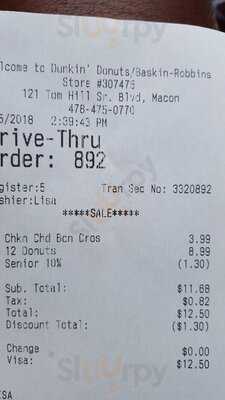 lcome to Dunkin' Donuts/Baskin-Robbins
Store #307476
121 Tom Hill Sr. Blvd, Macon
478-475-0770
5/2018 2:39:43 PM
rive-Thru
rder: 892
gister:5 Tran Seq No: 3320892
shier:Lisa
*****SALE*****
Chkn Chd Bcn Cros 3.99
12 Donuts 8.99
Senior 10% (1.30)
Sub. Total: $11.68
Tax: $0.82
Total: $12.50
Discount Total: ($1.30)
Change $0.00
Visa: $12.50
ISA
Sluurpy